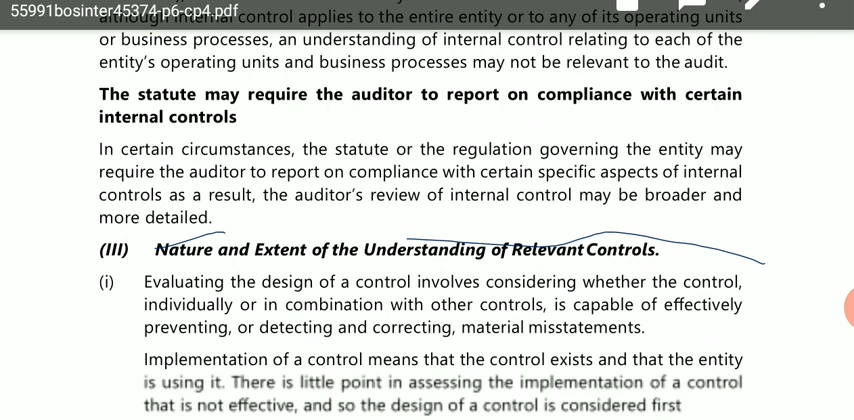 55991bosinter45374-p6-cp4.pdf
although internal control applies to the entire entity or to any of its operating units
or business processes, an understanding of internal control relating to each of the
entity's operating units and business processes may not be relevant to the audit.
The statute may require the auditor to report on compliance with certain
internal controls
In certain circumstances, the statute or the regulation governing the entity may
require the auditor to report on compliance with certain specific aspects of internal
controls as a result, the auditor's review of internal control may be broader and
more detailed.
(III) Nature and Extent of the Understanding of Relevant Controls.
(i) Evaluating the design of a control involves considering whether the control,
individually or in combination with other controls, is capable of effectively
preventing, or detecting and correcting, material misstatements.
Implementation of a control means that the control exists and that the entity
is using it. There is little point in assessing the implementation of a control
that is not effective, and so the design of a control is considered first